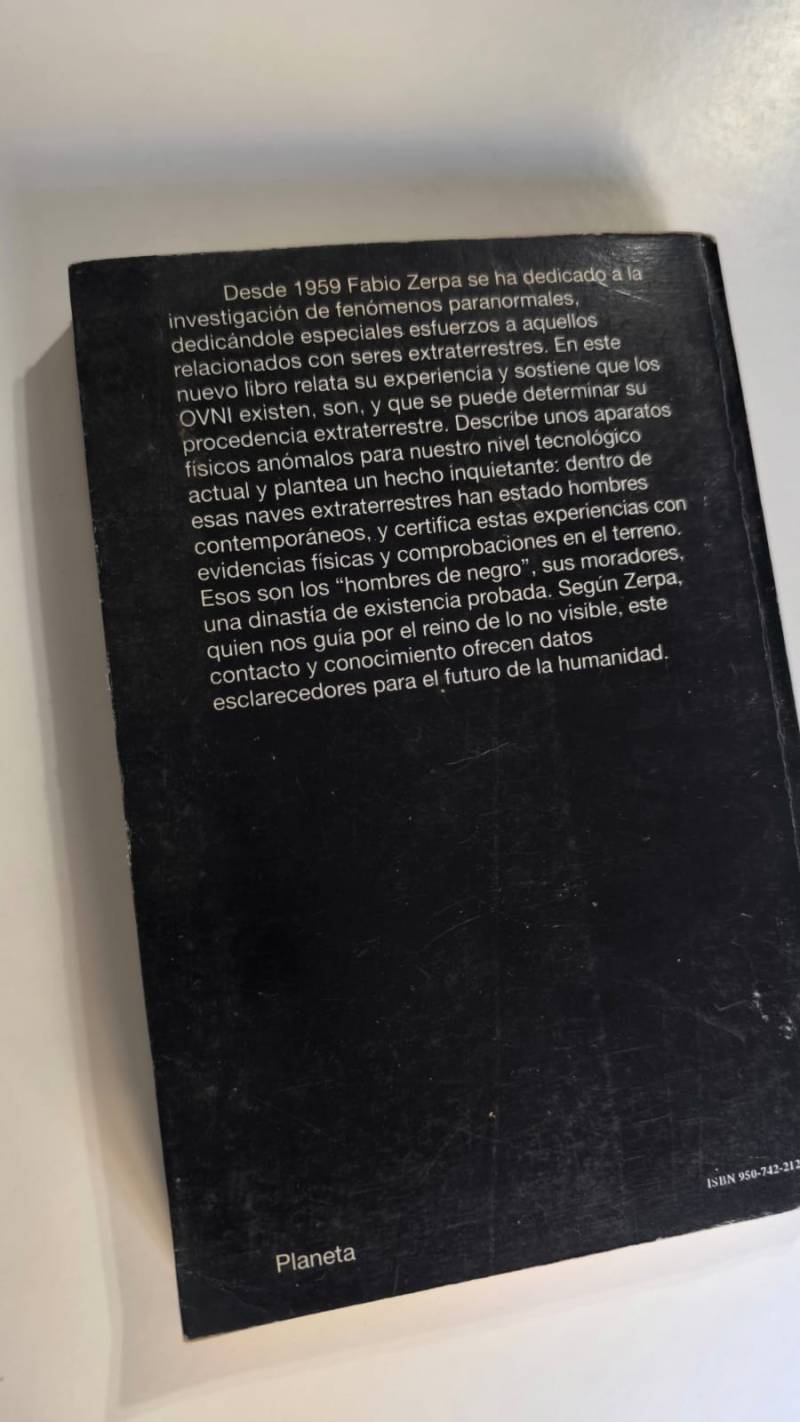 Desde 1959 Fabio Zerpa se ha dedicado a la
investigación de fenómenos paranormales,
dedicándole especiales esfuerzos a aquellos
relacionados con seres extraterrestres. En este
nuevo libro relata su experiencia y sostiene que los
OVNI existen, son, y que se puede determinar su
procedencia extraterrestre. Describe unos aparatos
físicos anómalos para nuestro nivel tecnológico
actual y plantea un hecho inquietante: dentro de
esas naves extraterrestres han estado hombres
contemporáneos, y certifica estas experiencias con
evidencias físicas y comprobaciones en el terreno.
Esos son los “hombres de negro”, sus moradores,
una dinastía de existencia probada. Según Zerpa,
quien nos guía por el reino de lo no visible, este
contacto y conocimiento ofrecen datos
esclarecedores para el futuro de la humanidad.
ISBN 950-742-212
Planeta